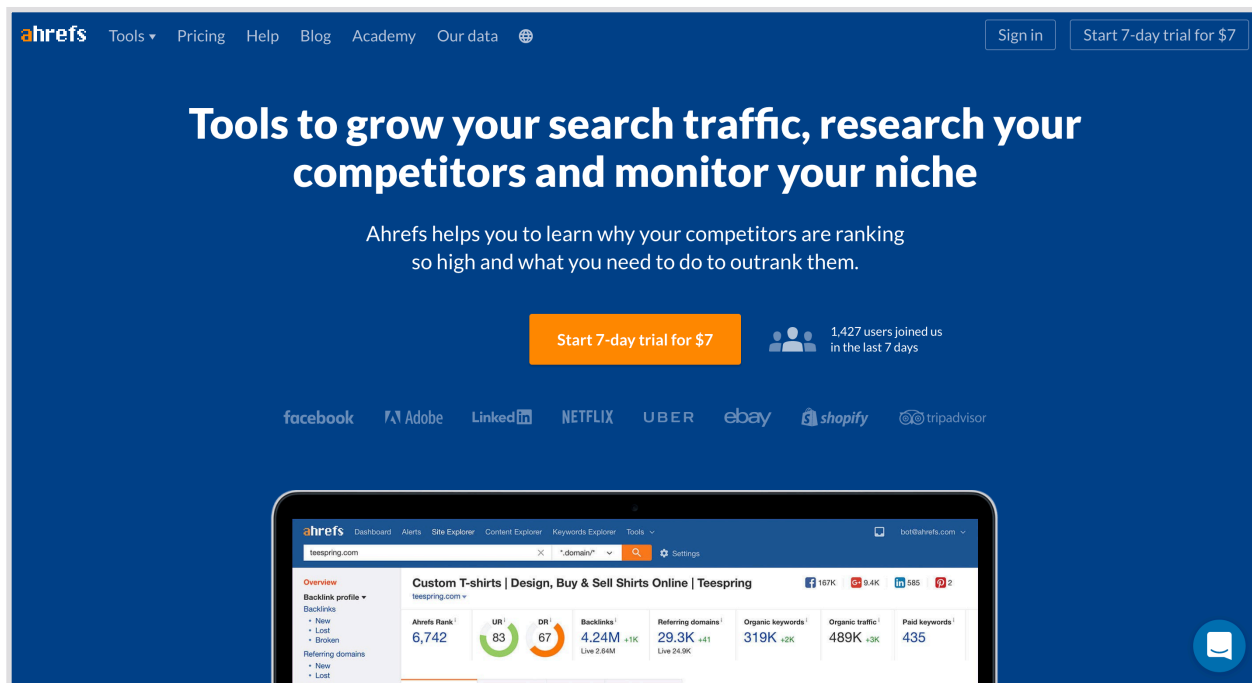 ahrefs Tools Pricing Help Blog Academy Our data Sign in Start 7-day trial for $7
Tools to grow your search traffic, research your
competitors and monitor your niche
Ahrefs helps you to learn why your competitors are ranking
so high and what you need to do to outrank them.
Start 7-day trial for $7
1,427 users joined us
in the last 7 days
facebook Adobe Linked in NETFLIX UBER ebay shopify tripadvisor
ahrefs Dashboard Alerts Site Explorer Content Explorer Keywords Explorer Tools bot@ahrefs.com
teespring.com *.domain/* Settings
Overview
Backlink profile
Backlinks
• New
• Lost
• Broken
Referring domains
• New
• Lost
Custom T-shirts | Design, Buy & Sell Shirts Online | Teespring
teespring.com
167K G+ 9.4K in 585 2
Ahrefs Rank i UR i DR i Backlinks i Referring domains i Organic keywords i Organic traffic i Paid keywords i
6,742 83 67 4.24M +1K 29.3K +41 319K +2K 489K +3K 435
Live 2.64M Live 24.9K